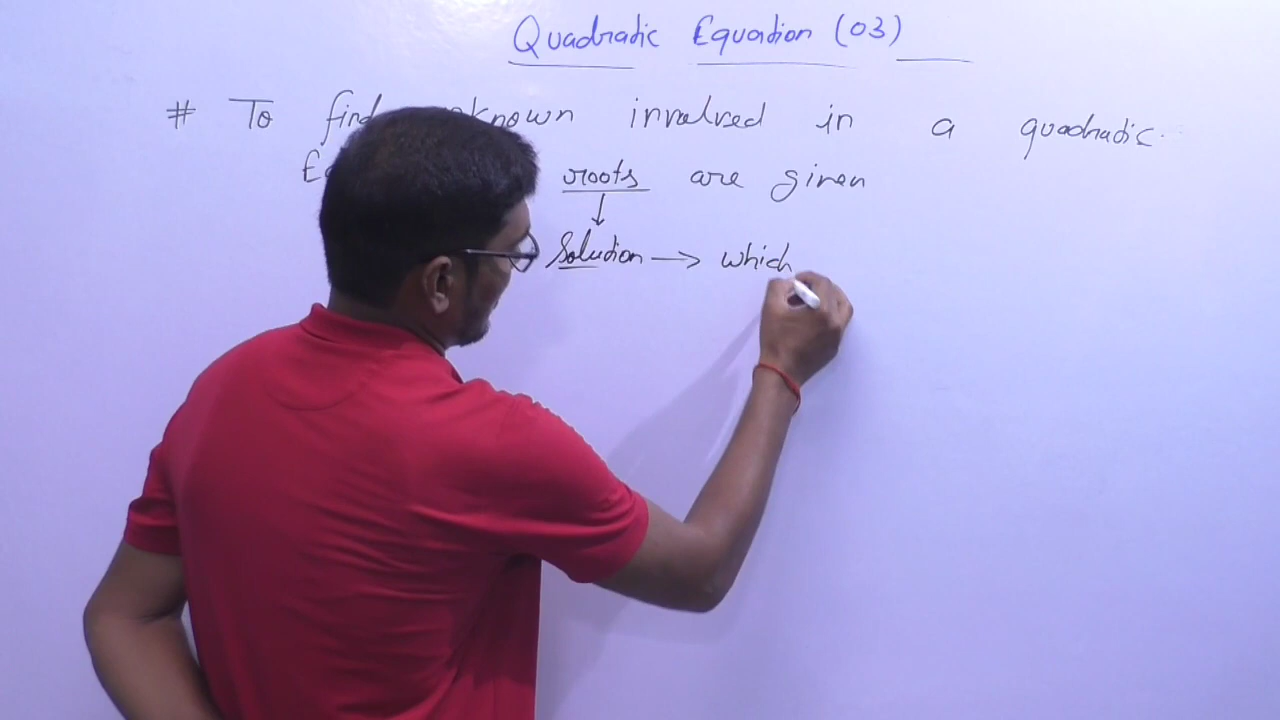 Quadratic Equation (03)
# To find unknown involved in a quadratic
roots are given
Solution → which